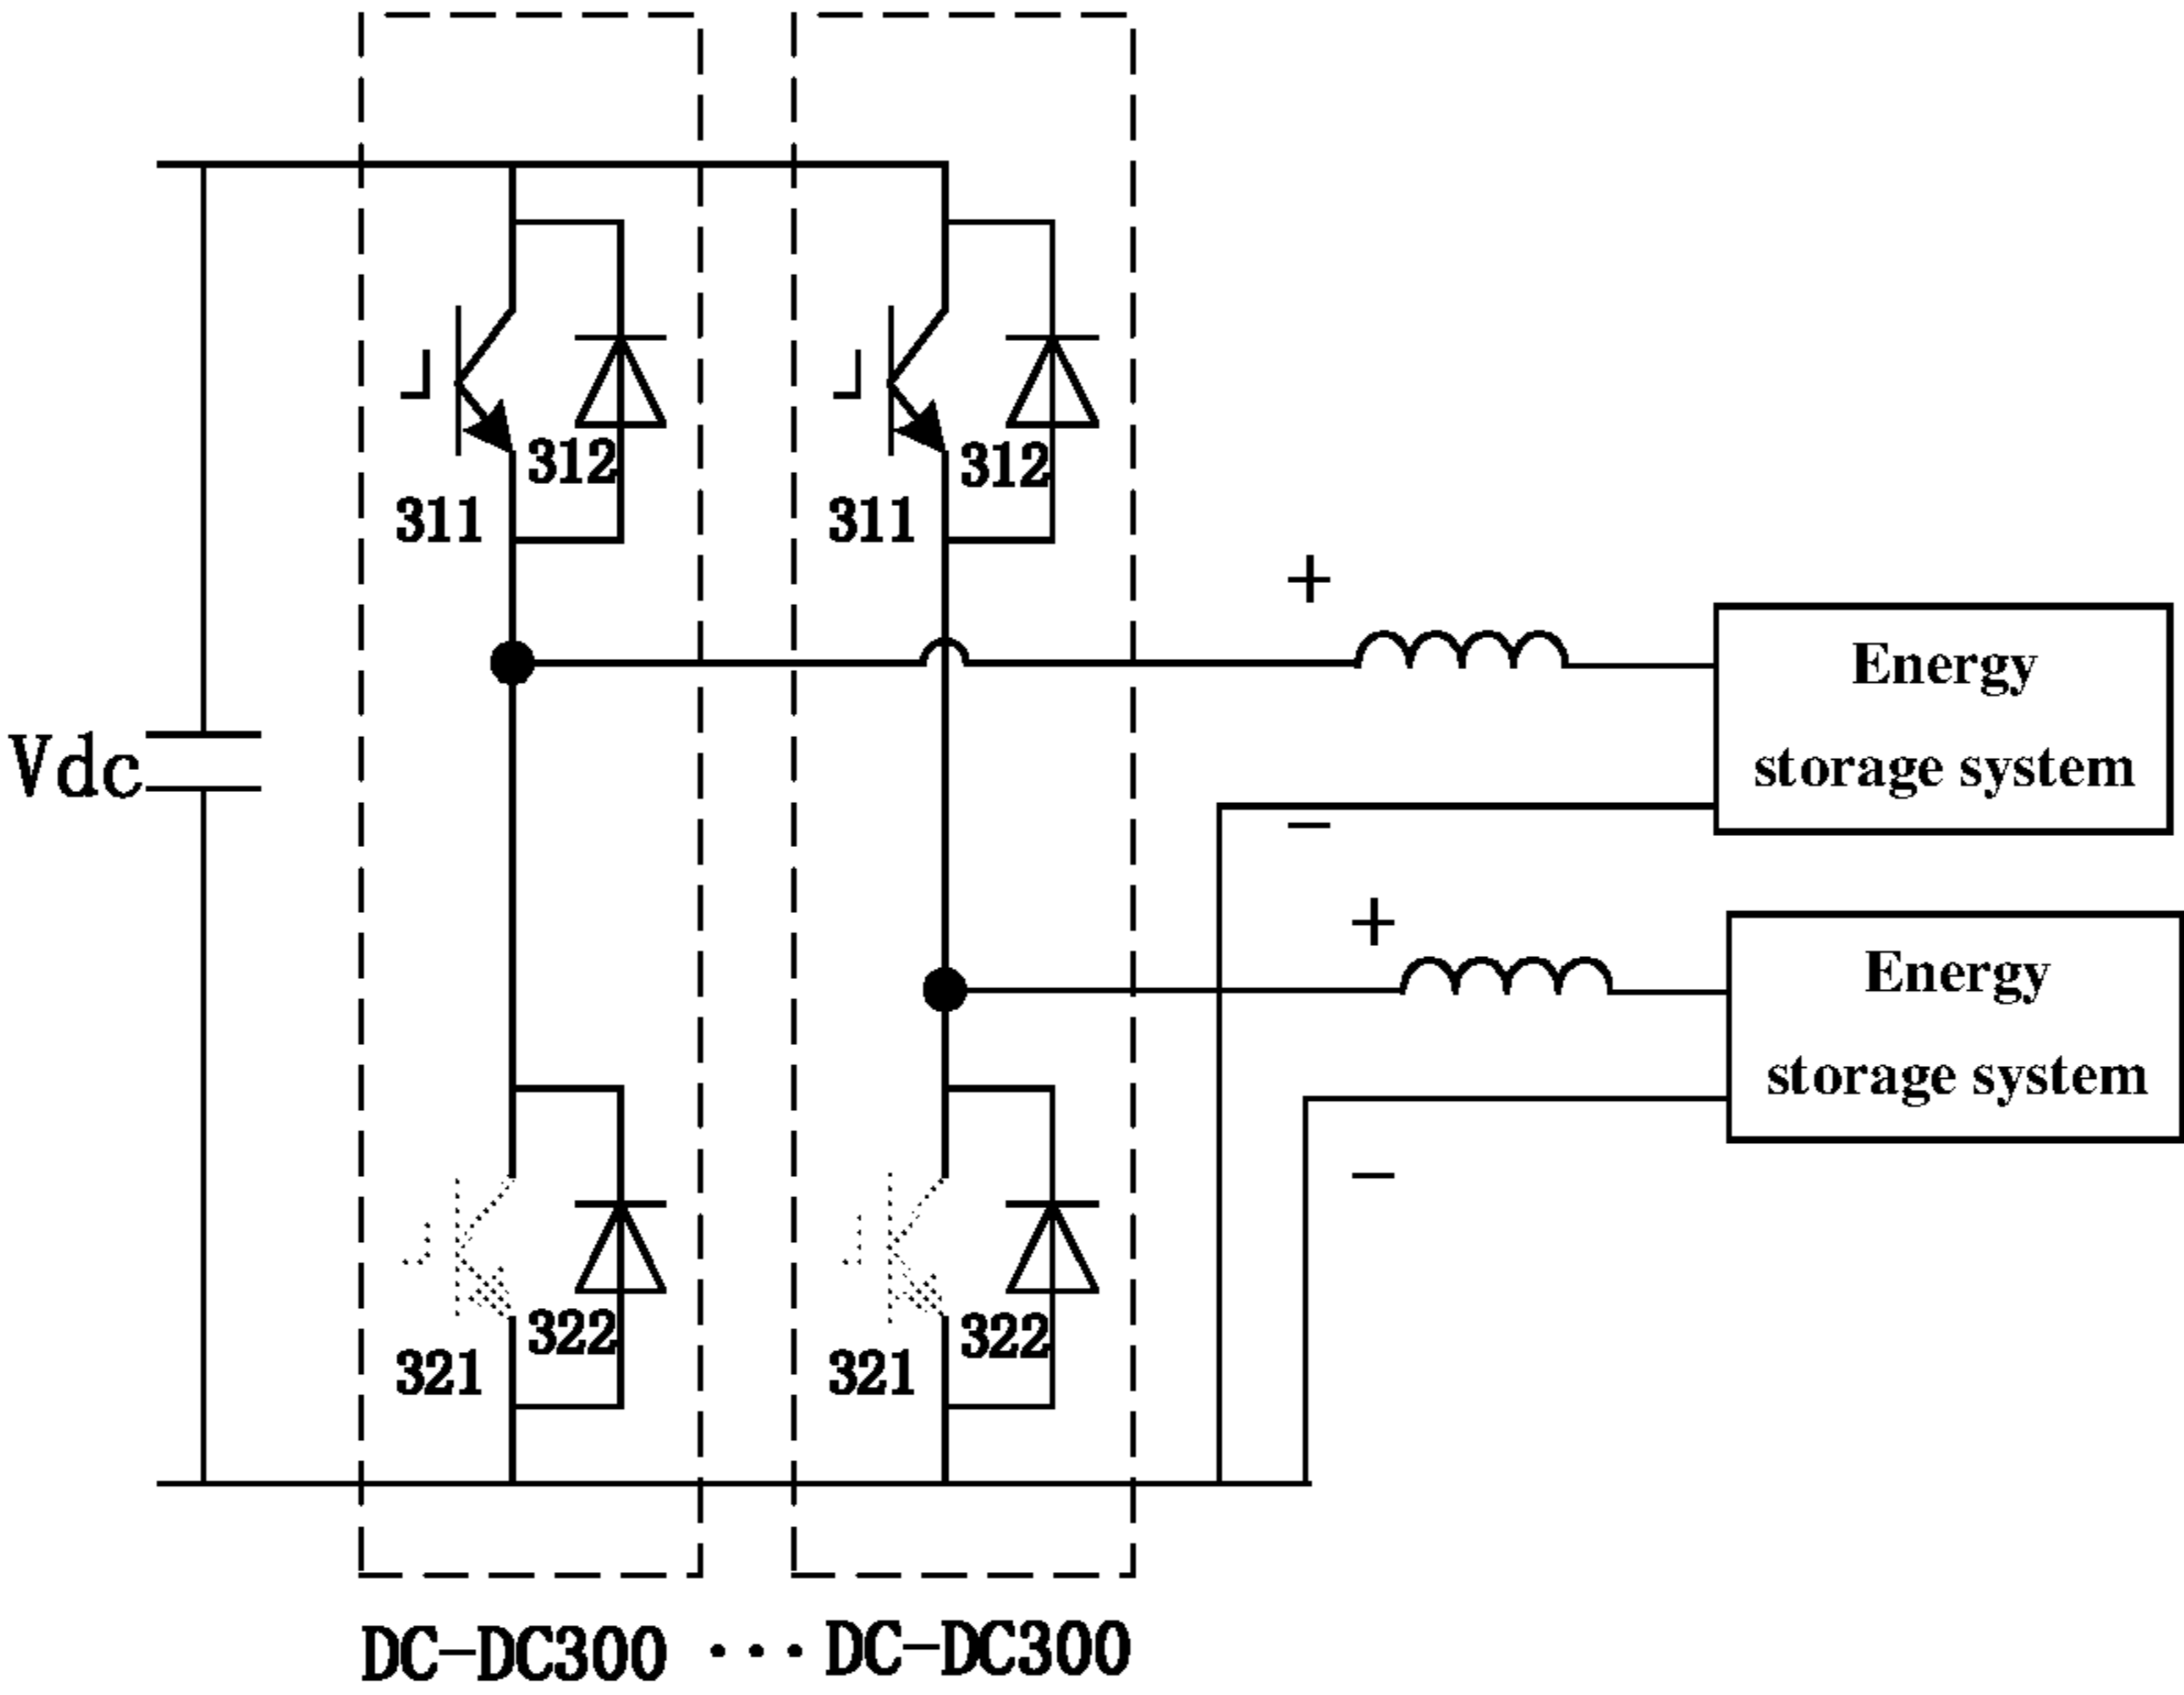 312
312
311
311
+
Energy
storage system
Vdc
−
+
Energy
storage system
−
322
322
321
321
DC-DC300 ··· DC-DC300